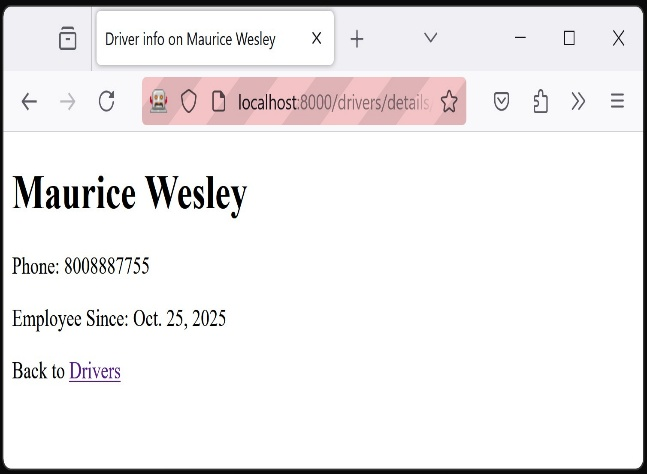 Driver info on Maurice Wesley
localhost:8000/drivers/details
Maurice Wesley
Phone: 8008887755
Employee Since: Oct. 25, 2025
Back to Drivers